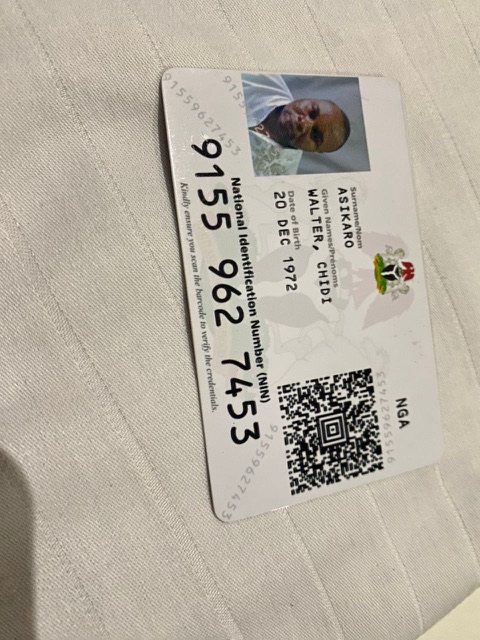 NGA
Surname/Nom
ASIKARO
Given Names/Prénoms
WALTER, CHIDI
Date of Birth
20 DEC 1972
National Identification Number (NIN)
9155 962 7453
Kindly ensure you scan the barcode to verify the credentials.
91559627453
91559627453
91559627453